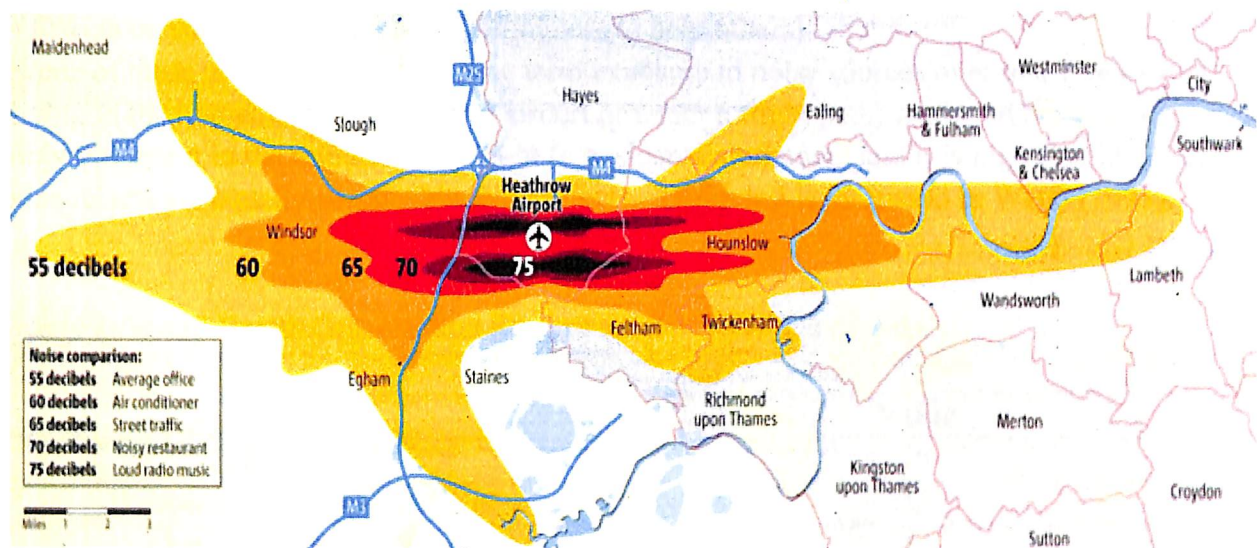 Maidenhead
M25
Hayes
Westminster
City
Slough
Ealing
Hammersmith
& Fulham
Southwark
M4
M4
Kensington
& Chelsea
Heathrow
Airport
Windsor
Hounslow
55 decibels
60
65
70
75
Lambeth
Wandsworth
Feltham
Twickenham
Noise comparison:
55 decibels Average office
60 decibels Air conditioner
65 decibels Street traffic
70 decibels Noisy restaurant
75 decibels Loud radio music
Egham
Staines
Richmond
upon Thames
Merton
Kingston
upon Thames
Croydon
M3
Miles 1 2 3
Sutton